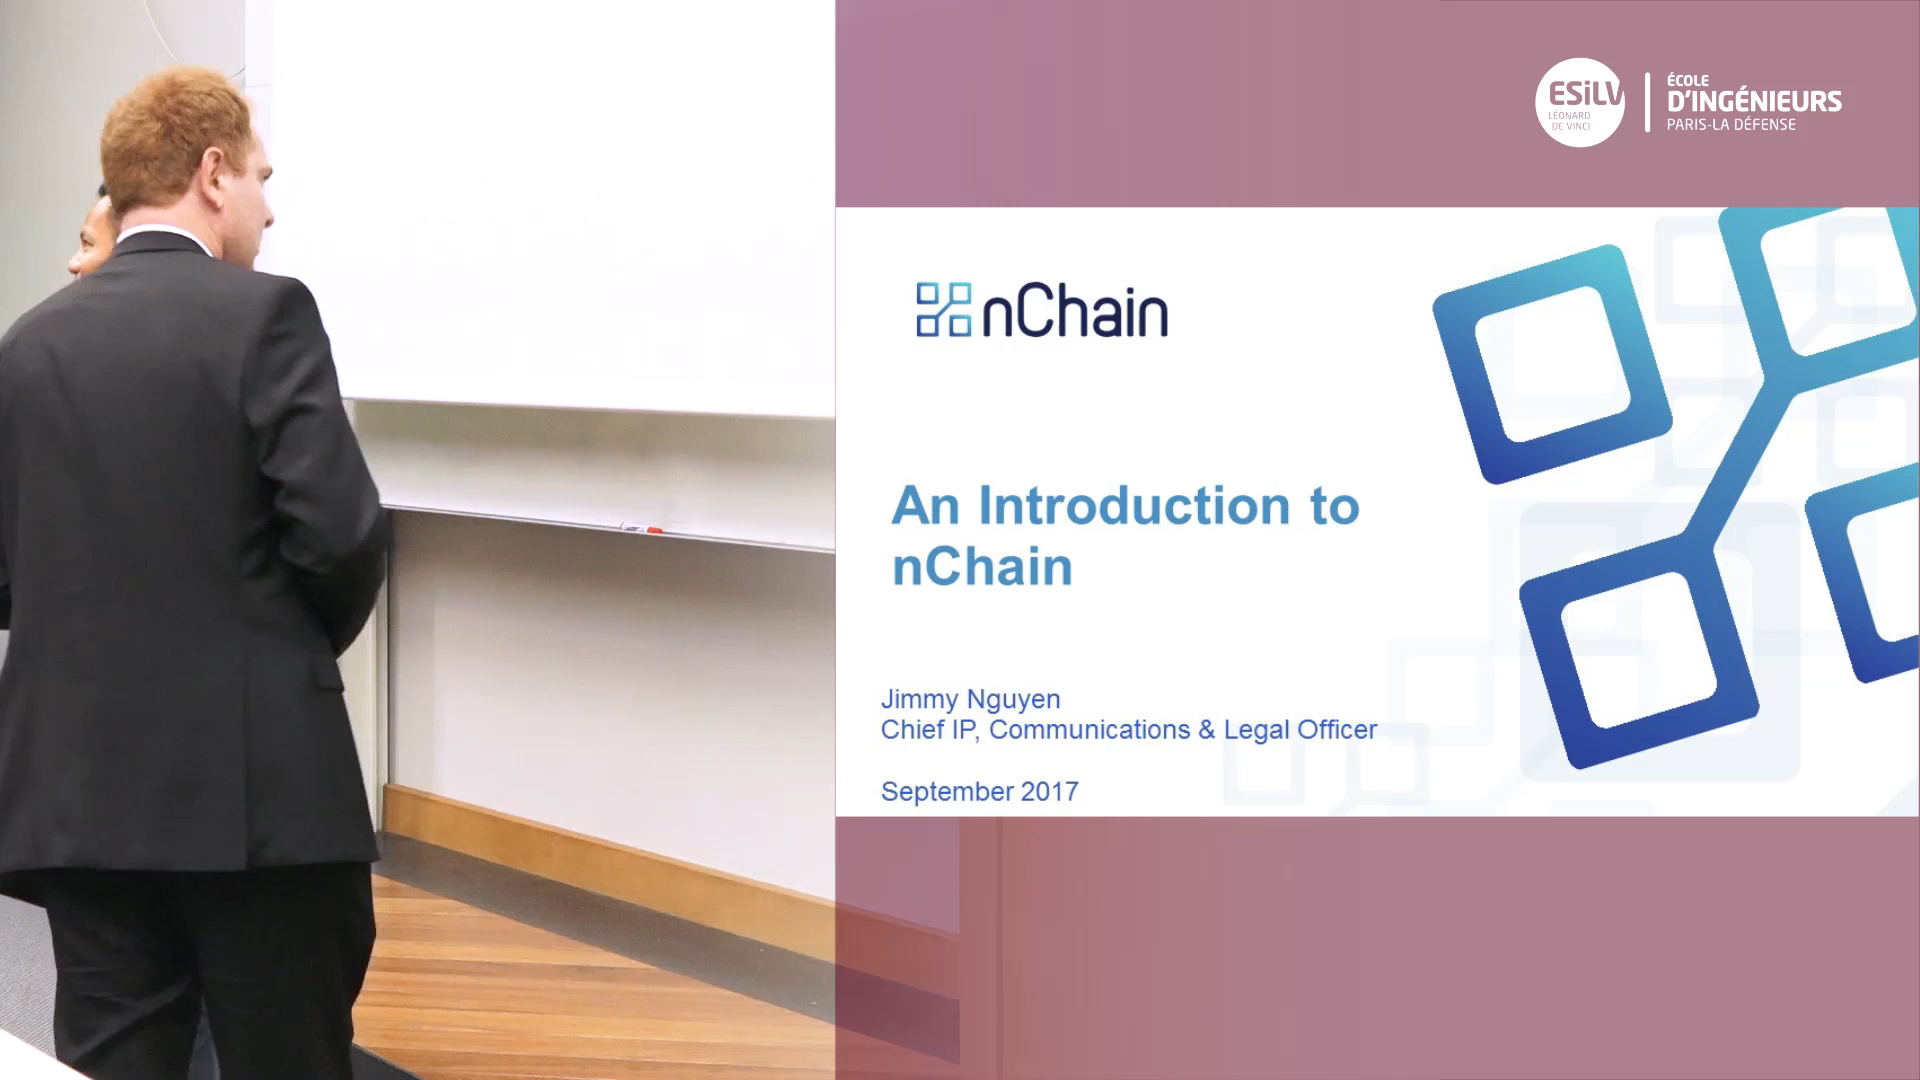 ESiLV
LÉONARD
DE VINCI
ÉCOLE
D'INGÉNIEURS
PARIS-LA DÉFENSE
nChain
An Introduction to
nChain
Jimmy Nguyen
Chief IP, Communications & Legal Officer
September 2017